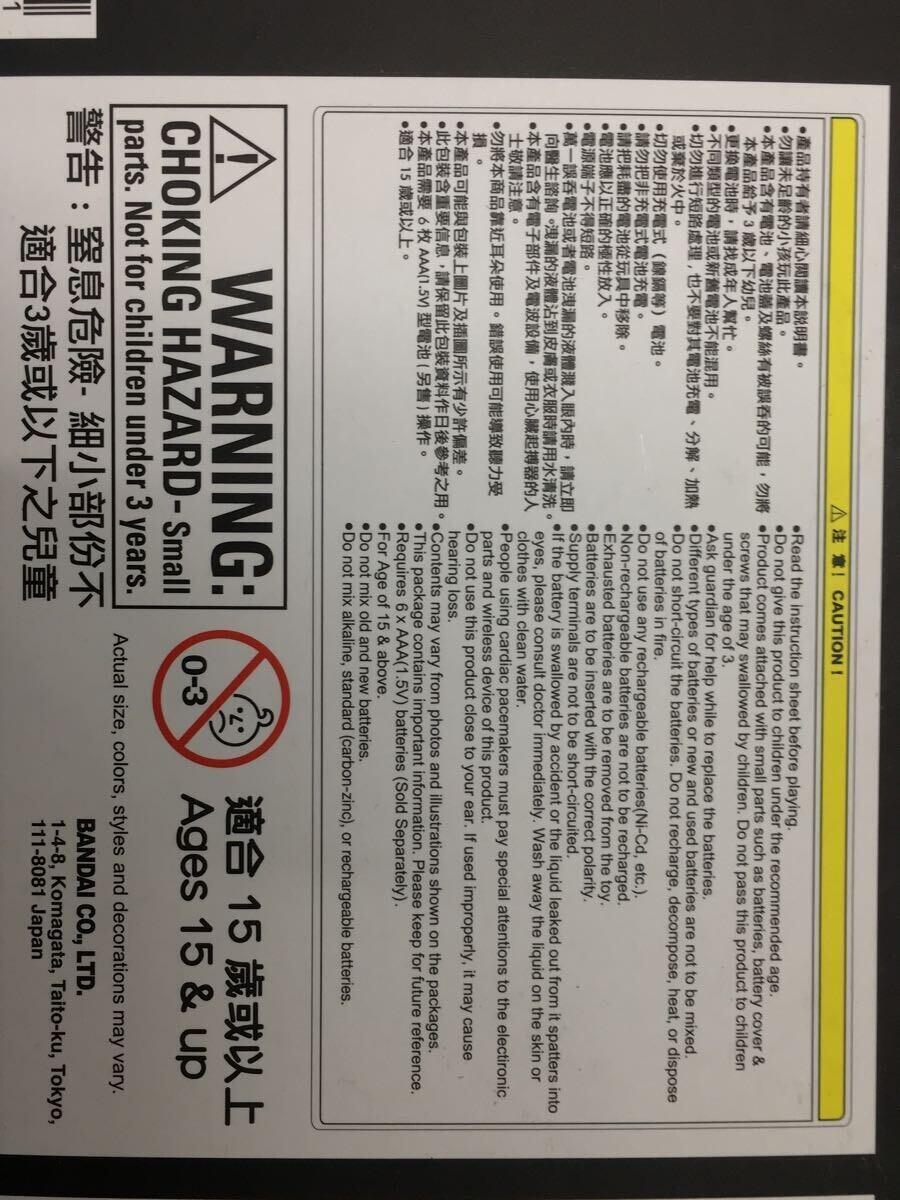 1
⚠ 注 意! CAUTION !
•產品持有者請細心閱讀本說明書。
•勿讓未足齡的小孩玩此產品。
•本產品含有電池、電池蓋及螺絲有被誤吞的可能，勿將
本產品給予 3 歲以下幼兒。
•更換電池時，請找成年人幫忙。
•不同類型的電池或新舊電池不能混用。
•切勿進行短路處理，也不要對其電池充電、分解、加熱
或棄於火中。
•切勿使用充電式（鎳鎘等）電池。
•請勿把非充電式電池充電。
•請把耗盡的電池從玩具中移除。
•電池應以正確的極性放入。
•電源端子不得短路。
•萬一誤吞電池或者電池洩漏的液體濺入眼內時，請立即
向醫生諮詢。洩漏的液體沾到皮膚或衣服時請用水清洗。
•本產品含有電子部件及電波設備，使用心臟起搏器的人
士敬請注意。
•勿將本商品靠近耳朵使用。錯誤使用可能導致聽力受
損。
•本產品可能與包裝上圖片及插圖所示有少許偏差。
•此包裝含重要信息，請保留此包裝資料作日後參考之用。
•本產品需要 6 枚 AAA(1.5V) 型電池 ( 另售 ) 操作。
•適合 15 歲或以上。
•Read the instruction sheet before playing.
•Do not give this product to children under the recommended age.
•Product comes attached with small parts such as batteries, battery cover &
screws that may swallowed by children. Do not pass this product to children
under the age of 3.
•Ask guardian for help while to replace the batteries.
•Different types of batteries or new and used batteries are not to be mixed.
•Do not short-circuit the batteries. Do not recharge, decompose, heat, or dispose
of batteries in fire.
•Do not use any rechargeable batteries(Ni-Cd, etc.).
•Non-rechargeable batteries are not to be recharged.
•Exhausted batteries are to be removed from the toy.
•Batteries are to be inserted with the correct polarity.
•Supply terminals are not to be short-circuited.
•If the battery is swallowed by accident or the liquid leaked out from it spatters into
eyes, please consult doctor immediately. Wash away the liquid on the skin or
clothes with clean water.
•People using cardiac pacemakers must pay special attentions to the electronic
parts and wireless device of this product.
•Do not use this product close to your ear. If used improperly, it may cause
hearing loss.
•Contents may vary from photos and illustrations shown on the packages.
•This package contains important information. Please keep for future reference.
•Requires 6 x AAA(1.5V) batteries (Sold Separately) .
•For Age of 15 & above.
•Do not mix old and new batteries.
•Do not mix alkaline, standard (carbon-zinc), or rechargeable batteries.
⚠ WARNING:
CHOKING HAZARD- Small
parts. Not for children under 3 years.
警告：窒息危險- 細小部份不
適合3歲或以下之兒童
0-3
適合 15 歲或以上
Ages 15 & up
Actual size, colors, styles and decorations may vary.
BANDAI CO., LTD.
1-4-8, Komagata, Taito-ku, Tokyo,
111-8081 Japan